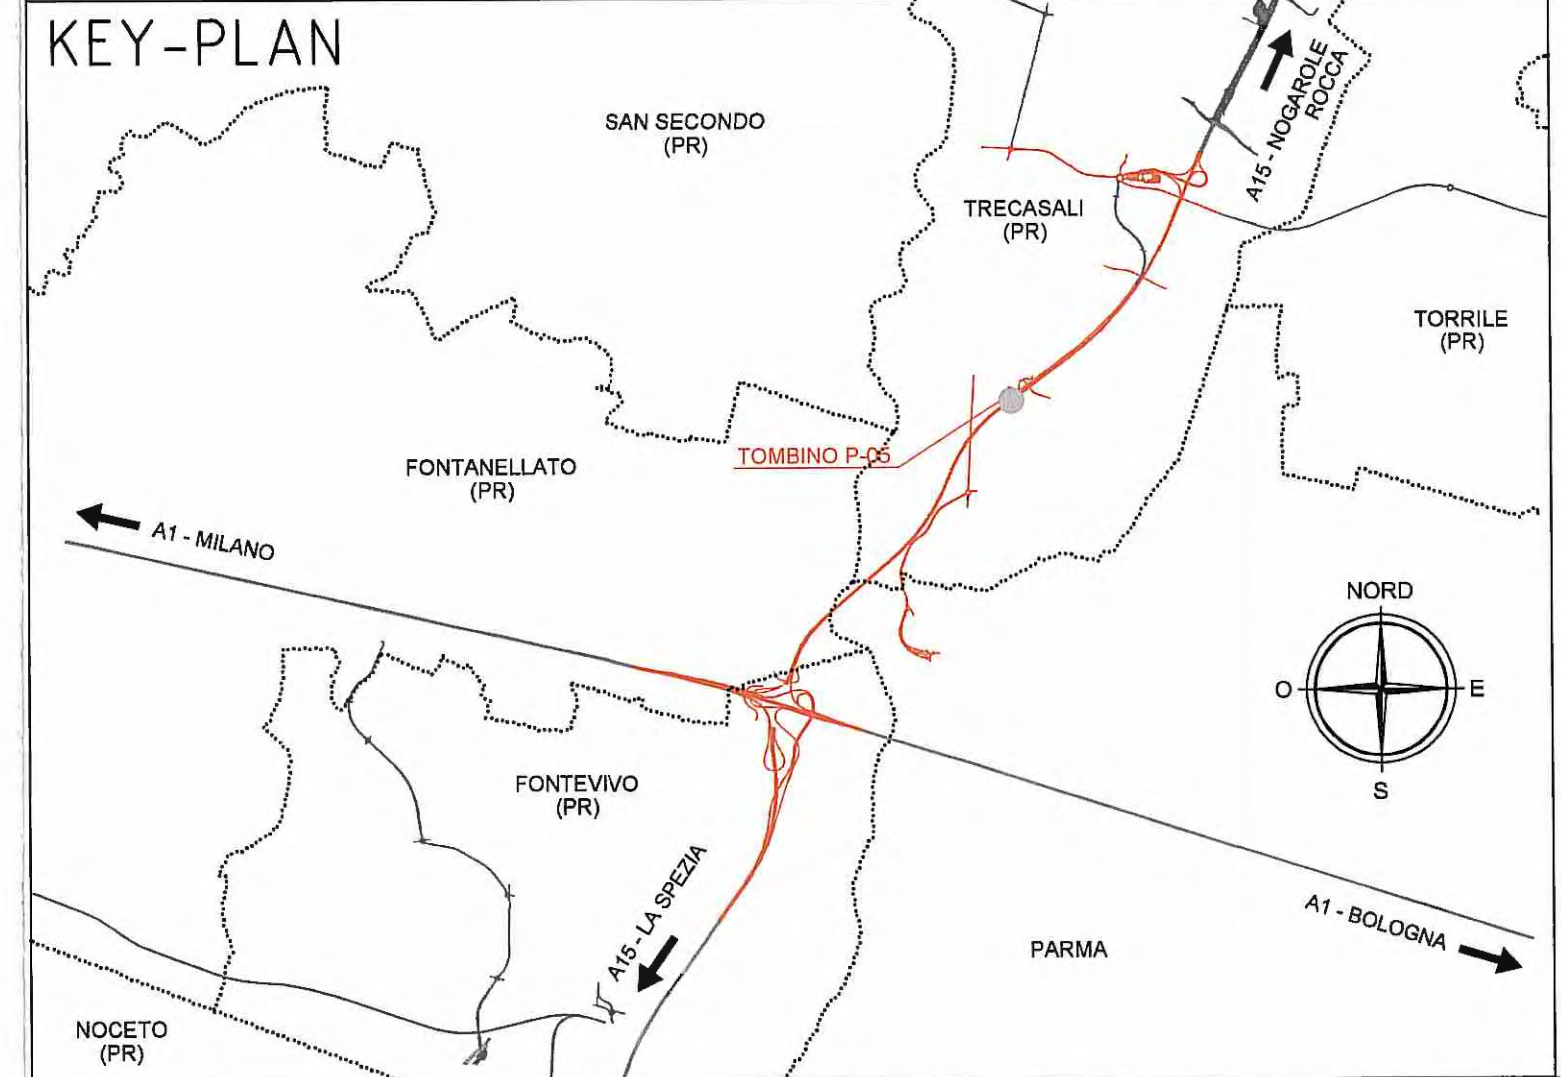 KEY-PLAN
SAN SECONDO
(PR)
A15 - NOGAROLE
ROCCA
TRECASALI
(PR)
TORRILE
(PR)
TOMBINO P-05
FONTANELLATO
(PR)
A1 - MILANO
NORD
O
E
S
FONTEVIVO
(PR)
A15 - LA SPEZIA
A1 - BOLOGNA
PARMA
NOCETO
(PR)